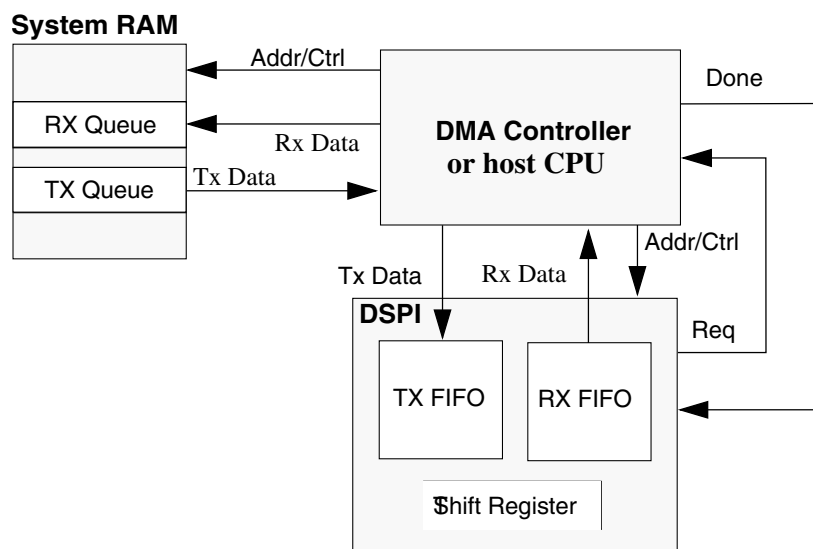 System RAM
Addr/Ctrl
Done
RX Queue
Rx Data
DMA Controller
or host CPU
TX Queue
Tx Data
Addr/Ctrl
Tx Data
Rx Data
DSPI
Req
TX FIFO
RX FIFO
Shift Register